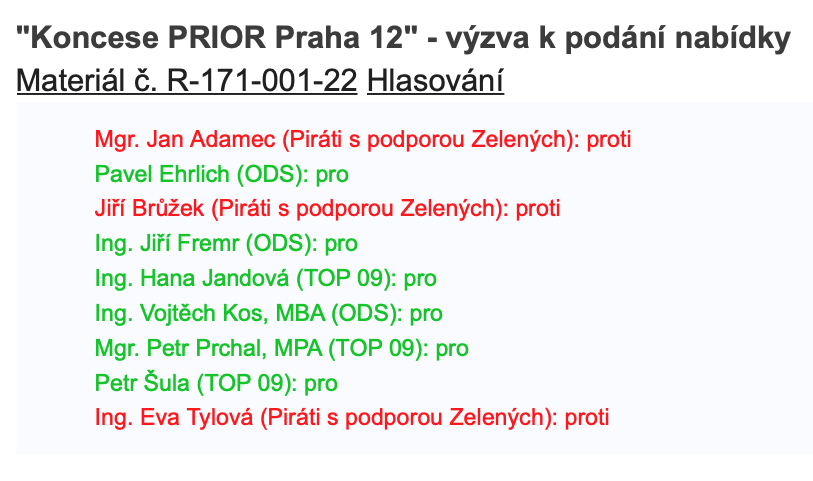 "Koncese PRIOR Praha 12" - výzva k podání nabídky
Materiál č. R-171-001-22 Hlasování
Mgr. Jan Adamec (Piráti s podporou Zelených): proti
Pavel Ehrlich (ODS): pro
Jiří Brůžek (Piráti s podporou Zelených): proti
Ing. Jiří Fremr (ODS): pro
Ing. Hana Jandová (TOP 09): pro
Ing. Vojtěch Kos, MBA (ODS): pro
Mgr. Petr Prchal, MPA (TOP 09): pro
Petr Šula (TOP 09): pro
Ing. Eva Tylová (Piráti s podporou Zelených): proti